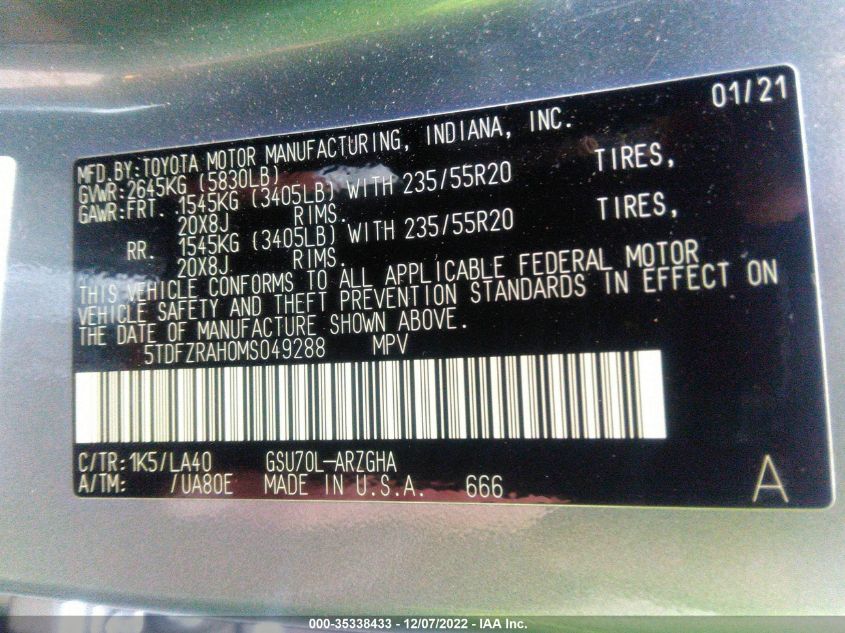 01/21
MFD.BY:TOYOTA MOTOR MANUFACTURING, INDIANA, INC.
GVWR:2645KG (5830LB)
GAWR:FRT. 1545KG (3405LB) WITH 235/55R20 TIRES,
20X8J RIMS.
RR. 1545KG (3405LB) WITH 235/55R20 TIRES,
20X8J RIMS.
THIS VEHICLE CONFORMS TO ALL APPLICABLE FEDERAL MOTOR
VEHICLE SAFETY AND THEFT PREVENTION STANDARDS IN EFFECT ON
THE DATE OF MANUFACTURE SHOWN ABOVE.
5TDFZRAH0MS049288 MPV
C/TR:1K5/LA40 GSU70L-ARZGHA
A/TM: /UA80E MADE IN U.S.A. 666
A
000-35338433 - 12/07/2022 - IAA Inc.